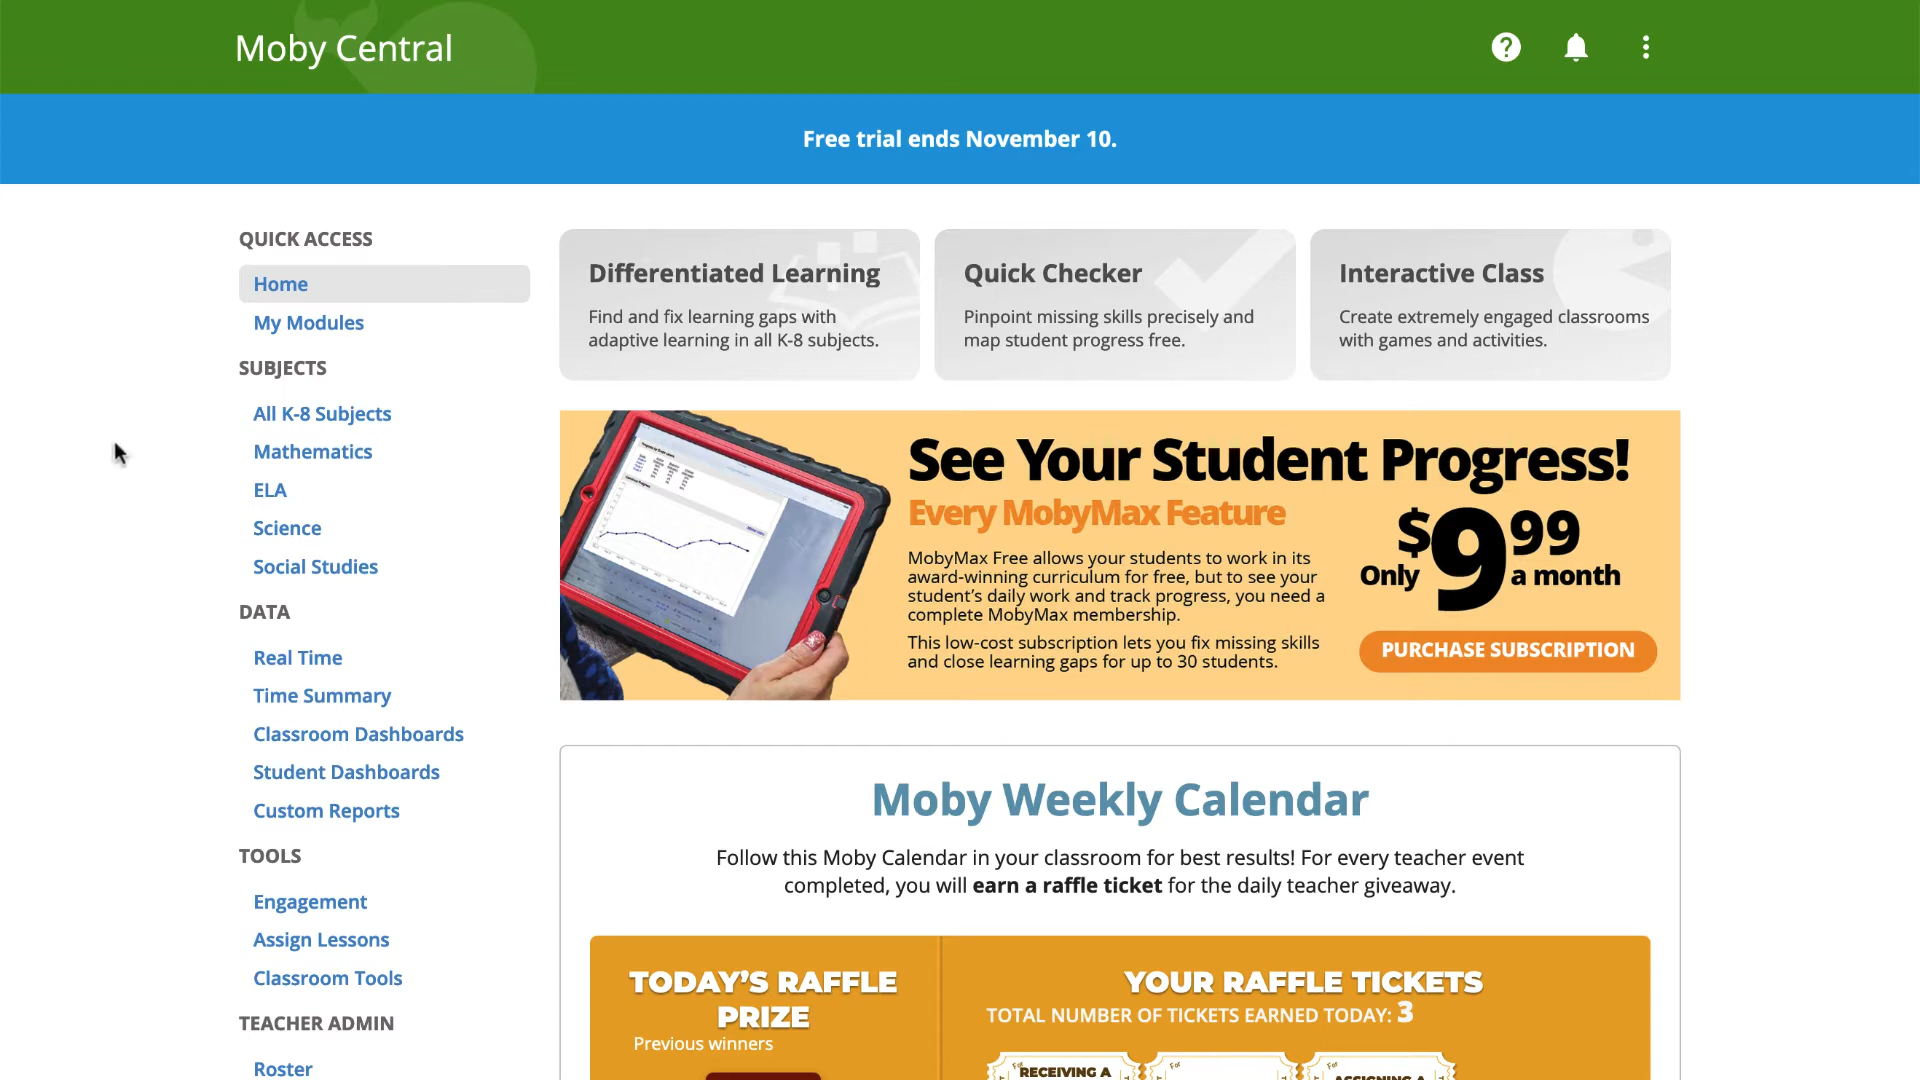 Moby Central
Free trial ends November 10.
QUICK ACCESS
Home
My Modules
SUBJECTS
All K-8 Subjects
Mathematics
ELA
Science
Social Studies
DATA
Real Time
Time Summary
Classroom Dashboards
Student Dashboards
Custom Reports
TOOLS
Engagement
Assign Lessons
Classroom Tools
TEACHER ADMIN
Roster
Differentiated Learning
Find and fix learning gaps with
adaptive learning in all K-8 subjects.
Quick Checker
Pinpoint missing skills precisely and
map student progress free.
Interactive Class
Create extremely engaged classrooms
with games and activities.
See Your Student Progress!
Every MobyMax Feature
MobyMax Free allows your students to work in its
award-winning curriculum for free, but to see your
student's daily work and track progress, you need a
complete MobyMax membership.
This low-cost subscription lets you fix missing skills
and close learning gaps for up to 30 students.
Only $9 99 a month
PURCHASE SUBSCRIPTION
Moby Weekly Calendar
Follow this Moby Calendar in your classroom for best results! For every teacher event
completed, you will earn a raffle ticket for the daily teacher giveaway.
TODAY'S RAFFLE
PRIZE
Previous winners
YOUR RAFFLE TICKETS
TOTAL NUMBER OF TICKETS EARNED TODAY: 3
For
RECEIVING A
For
For
ASSIGNING A